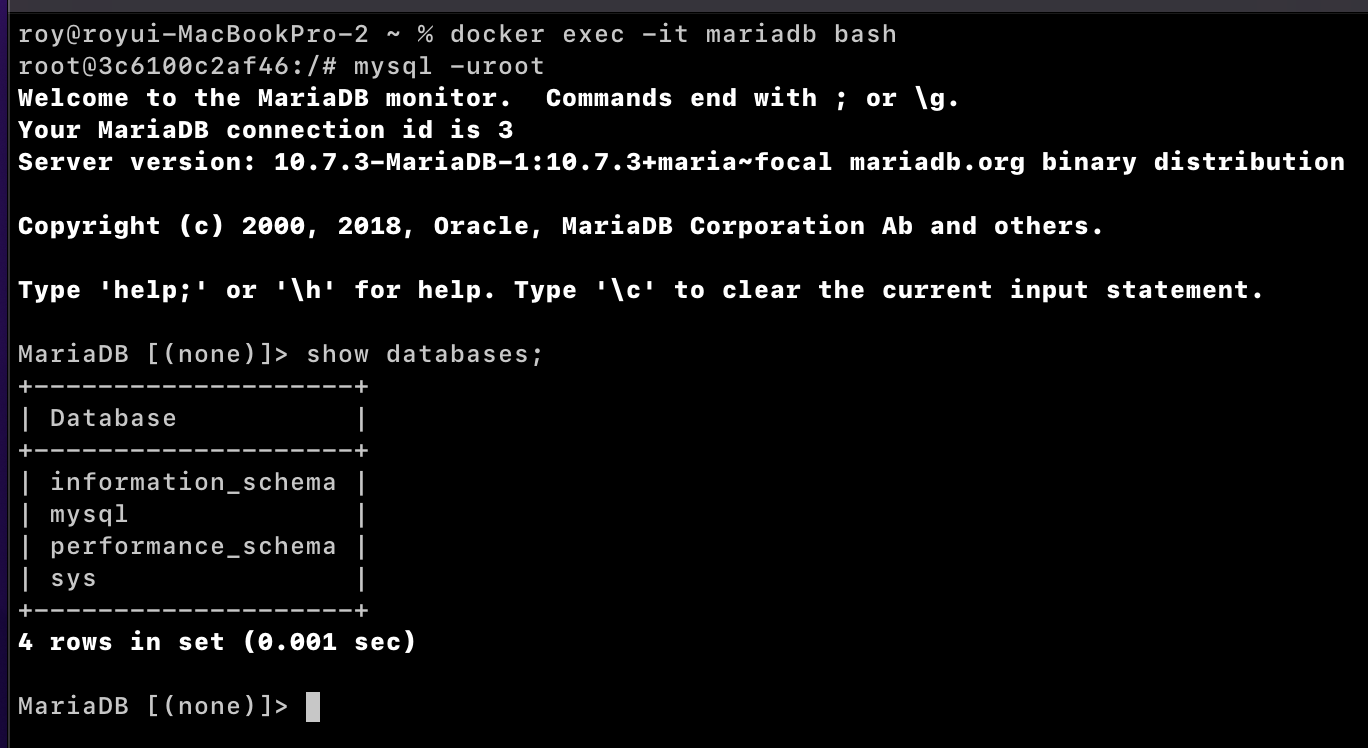 roy@royui-MacBookPro-2 ~ % docker exec -it mariadb bash
root@3c6100c2af46:/# mysql -uroot
Welcome to the MariaDB monitor.  Commands end with ; or \g.
Your MariaDB connection id is 3
Server version: 10.7.3-MariaDB-1:10.7.3+maria~focal mariadb.org binary distribution

Copyright (c) 2000, 2018, Oracle, MariaDB Corporation Ab and others.

Type 'help;' or '\h' for help. Type '\c' to clear the current input statement.

MariaDB [(none)]> show databases;
+--------------------+
| Database           |
+--------------------+
| information_schema |
| mysql              |
| performance_schema |
| sys                |
+--------------------+
4 rows in set (0.001 sec)

MariaDB [(none)]>